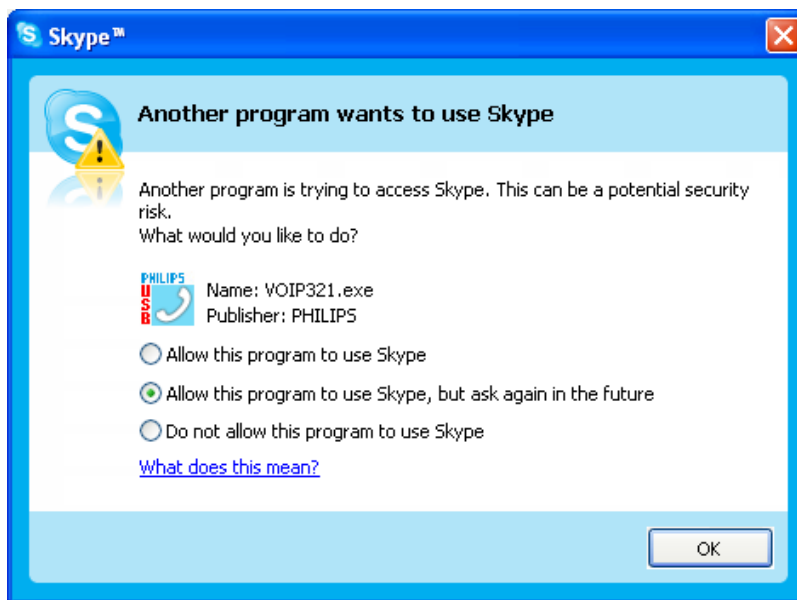 Skype™
Another program wants to use Skype
Another program is trying to access Skype. This can be a potential security
risk.
What would you like to do?
PHILIPS
USB
Name: VOIP321.exe
Publisher: PHILIPS
Allow this program to use Skype
Allow this program to use Skype, but ask again in the future
Do not allow this program to use Skype
What does this mean?
OK